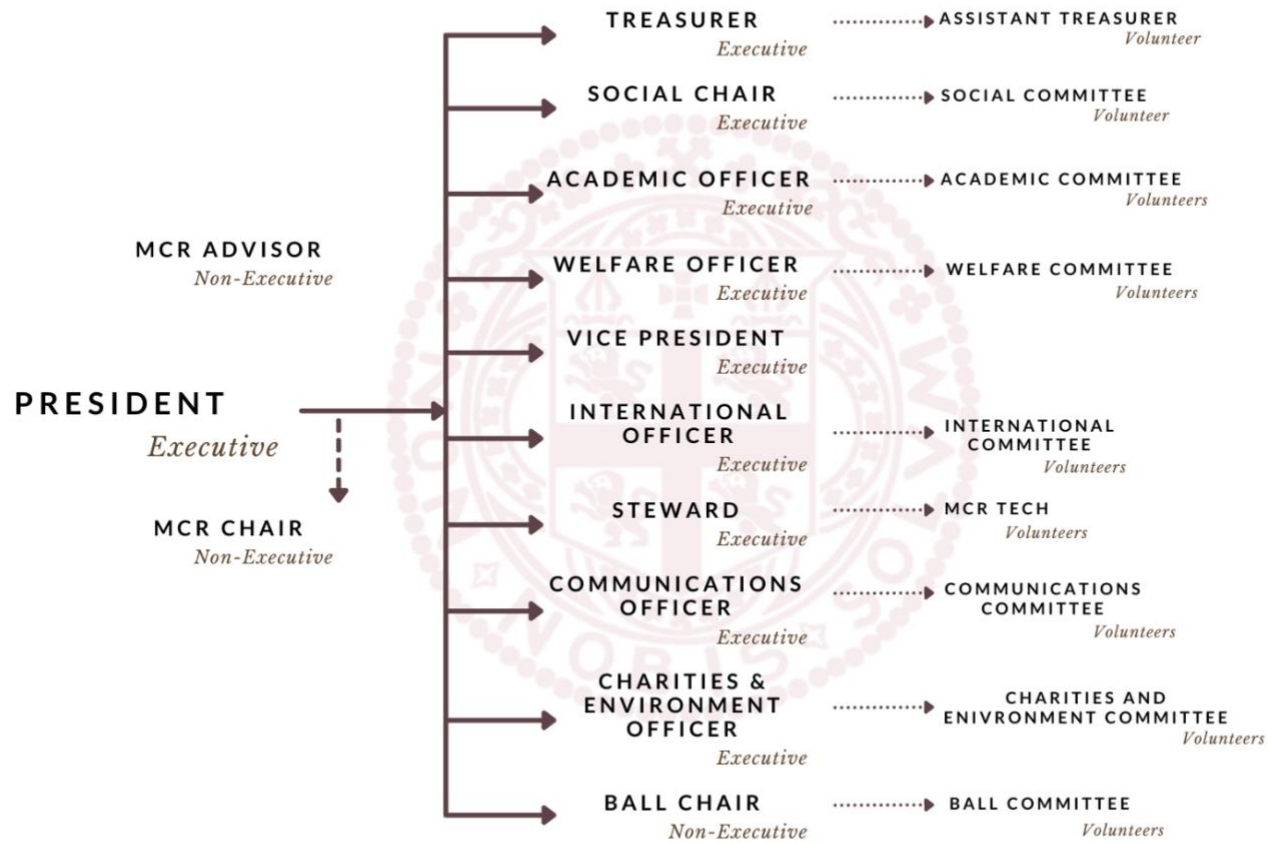 TREASURER
Executive
ASSISTANT TREASURER
Volunteer
SOCIAL CHAIR
Executive
SOCIAL COMMITTEE
Volunteer
ACADEMIC OFFICER
Executive
ACADEMIC COMMITTEE
Volunteers
MCR ADVISOR
Non-Executive
WELFARE OFFICER
Executive
WELFARE COMMITTEE
Volunteers
VICE PRESIDENT
Executive
PRESIDENT
Executive
INTERNATIONAL
OFFICER
Executive
INTERNATIONAL
COMMITTEE
Volunteers
MCR CHAIR
Non-Executive
STEWARD
Executive
MCR TECH
Volunteers
COMMUNICATIONS
OFFICER
Executive
COMMUNICATIONS
COMMITTEE
Volunteers
CHARITIES &
ENVIRONMENT
OFFICER
Executive
CHARITIES AND
ENIVRONMENT COMMITTEE
Volunteers
BALL CHAIR
Non-Executive
BALL COMMITTEE
Volunteers